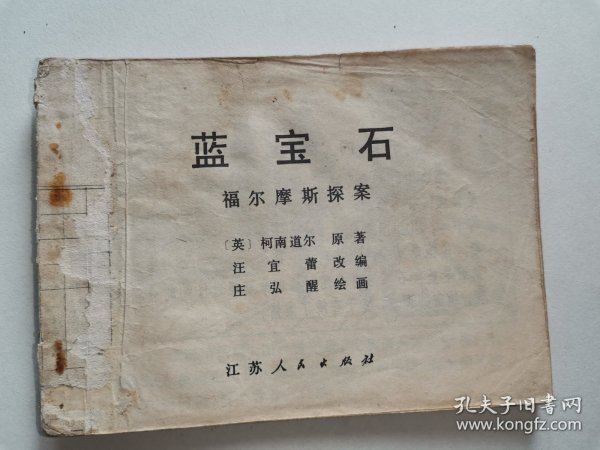 蓝宝石
福尔摩斯探案
〔英〕柯南道尔 原著
汪宜蕾改编
庄弘醒绘画
江苏人民出版社
孔夫子旧书网
www.kongfz.com